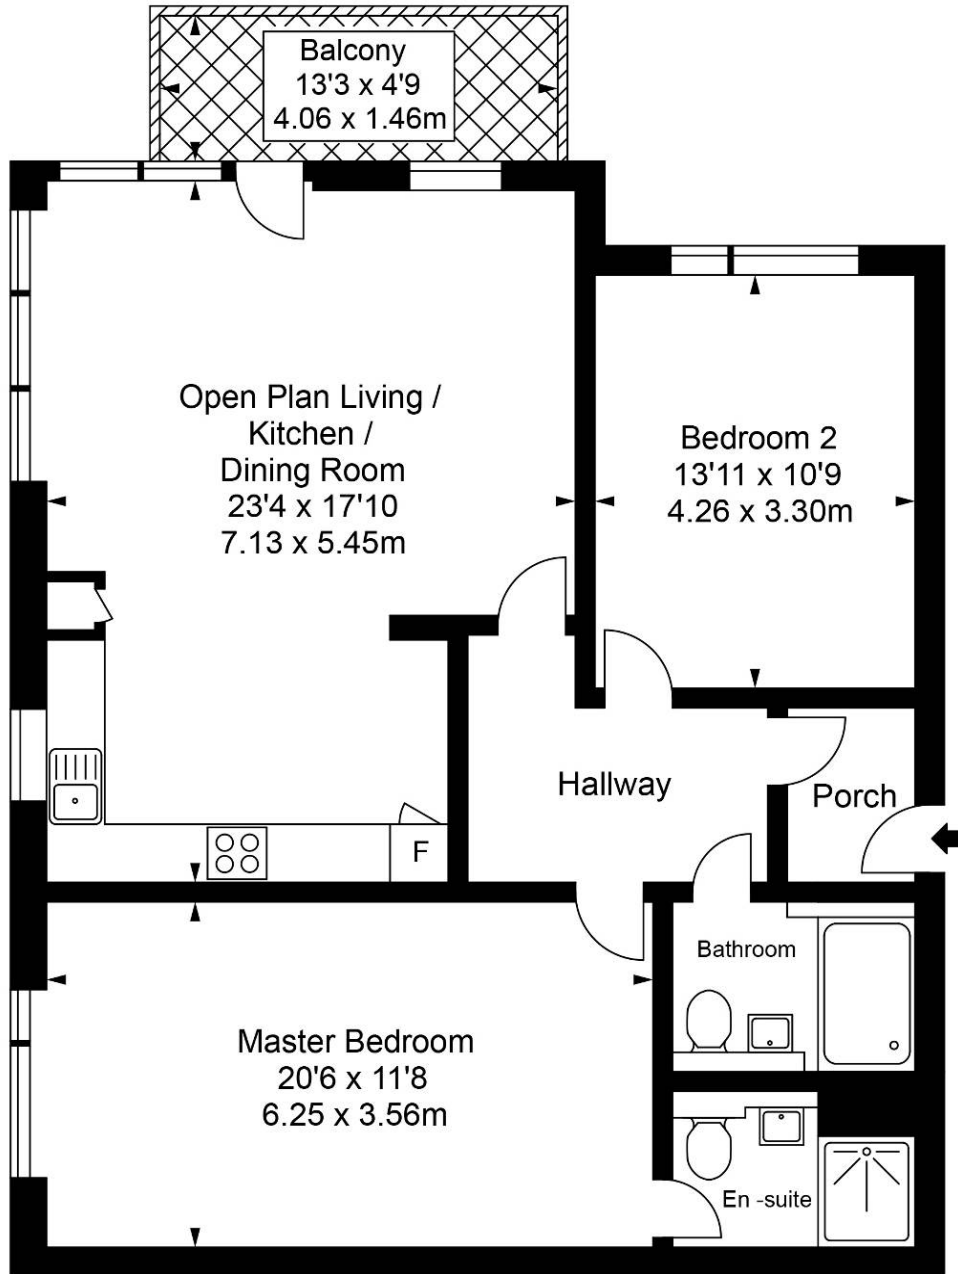 Balcony
13'3 x 4'9
4.06 x 1.46m
Open Plan Living /
Kitchen /
Dining Room
23'4 x 17'10
7.13 x 5.45m
Bedroom 2
13'11 x 10'9
4.26 x 3.30m
Hallway
Porch
F
Bathroom
Master Bedroom
20'6 x 11'8
6.25 x 3.56m
En -suite